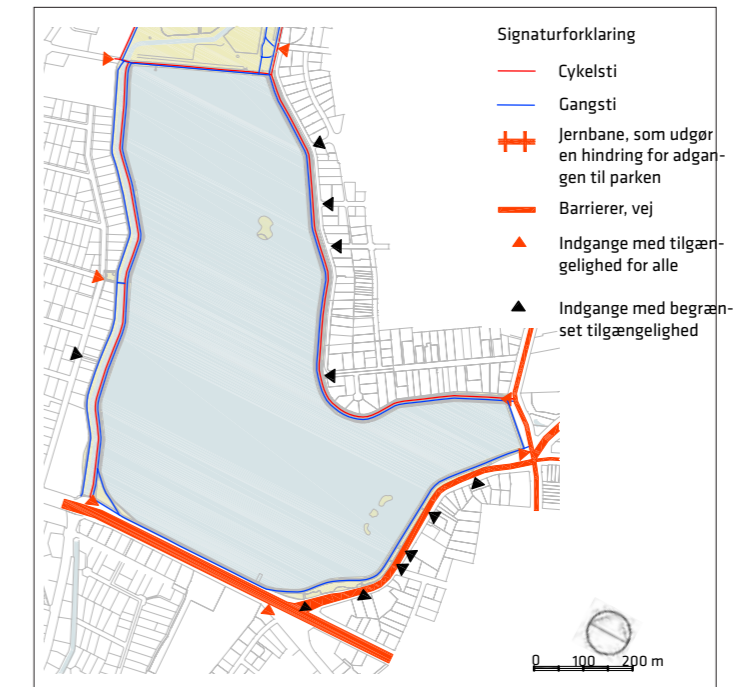 Signaturforklaring
Cykelsti
Gangsti
Jernbane, som udgør
en hindring for adgan-
gen til parken
Barrierer, vej
Indgange med tilgæn-
gelighed for alle
Indgange med begræn-
set tilgængelighed
0 100 200 m